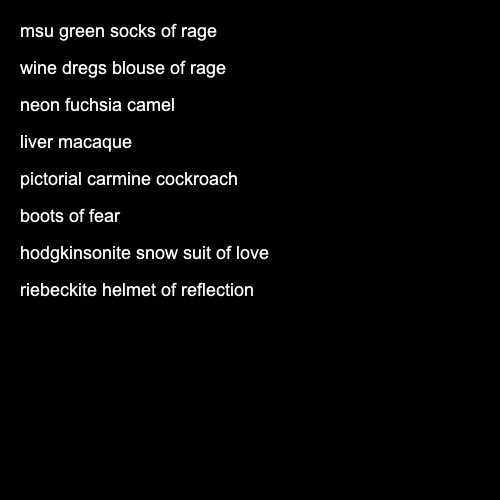 msu green socks of rage
wine dregs blouse of rage
neon fuchsia camel
liver macaque
pictorial carmine cockroach
boots of fear
hodgkinsonite snow suit of love
riebeckite helmet of reflection